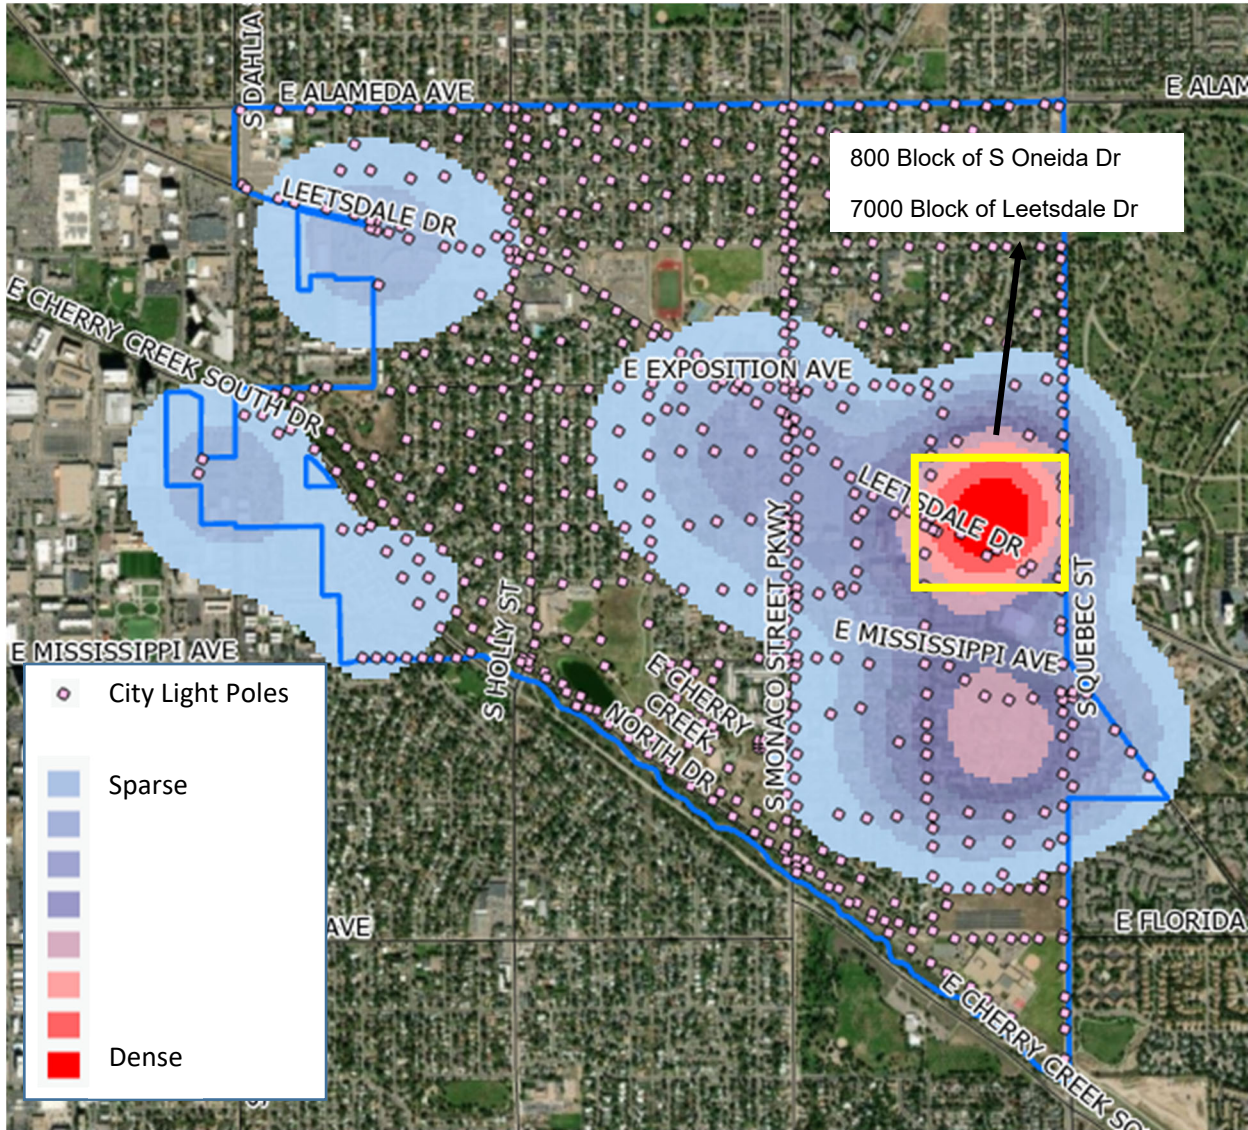 S DAHLIA
E ALAMEDA AVE
E ALAM
800 Block of S Oneida Dr
7000 Block of Leetsdale Dr
LEETSDALE DR
E CHERRY CREEK SOUTH DR
E EXPOSITION AVE
LEETSDALE DR
S MONACO STREET PKWY
S QUEBEC ST
S HOLLY ST
E MISSISSIPPI AVE
E MISSISSIPPI AVE
E CHERRY
CREEK
NORTH DR
City Light Poles
Sparse
Dense
AVE
E FLORIDA
E CHERRY CREEK SO